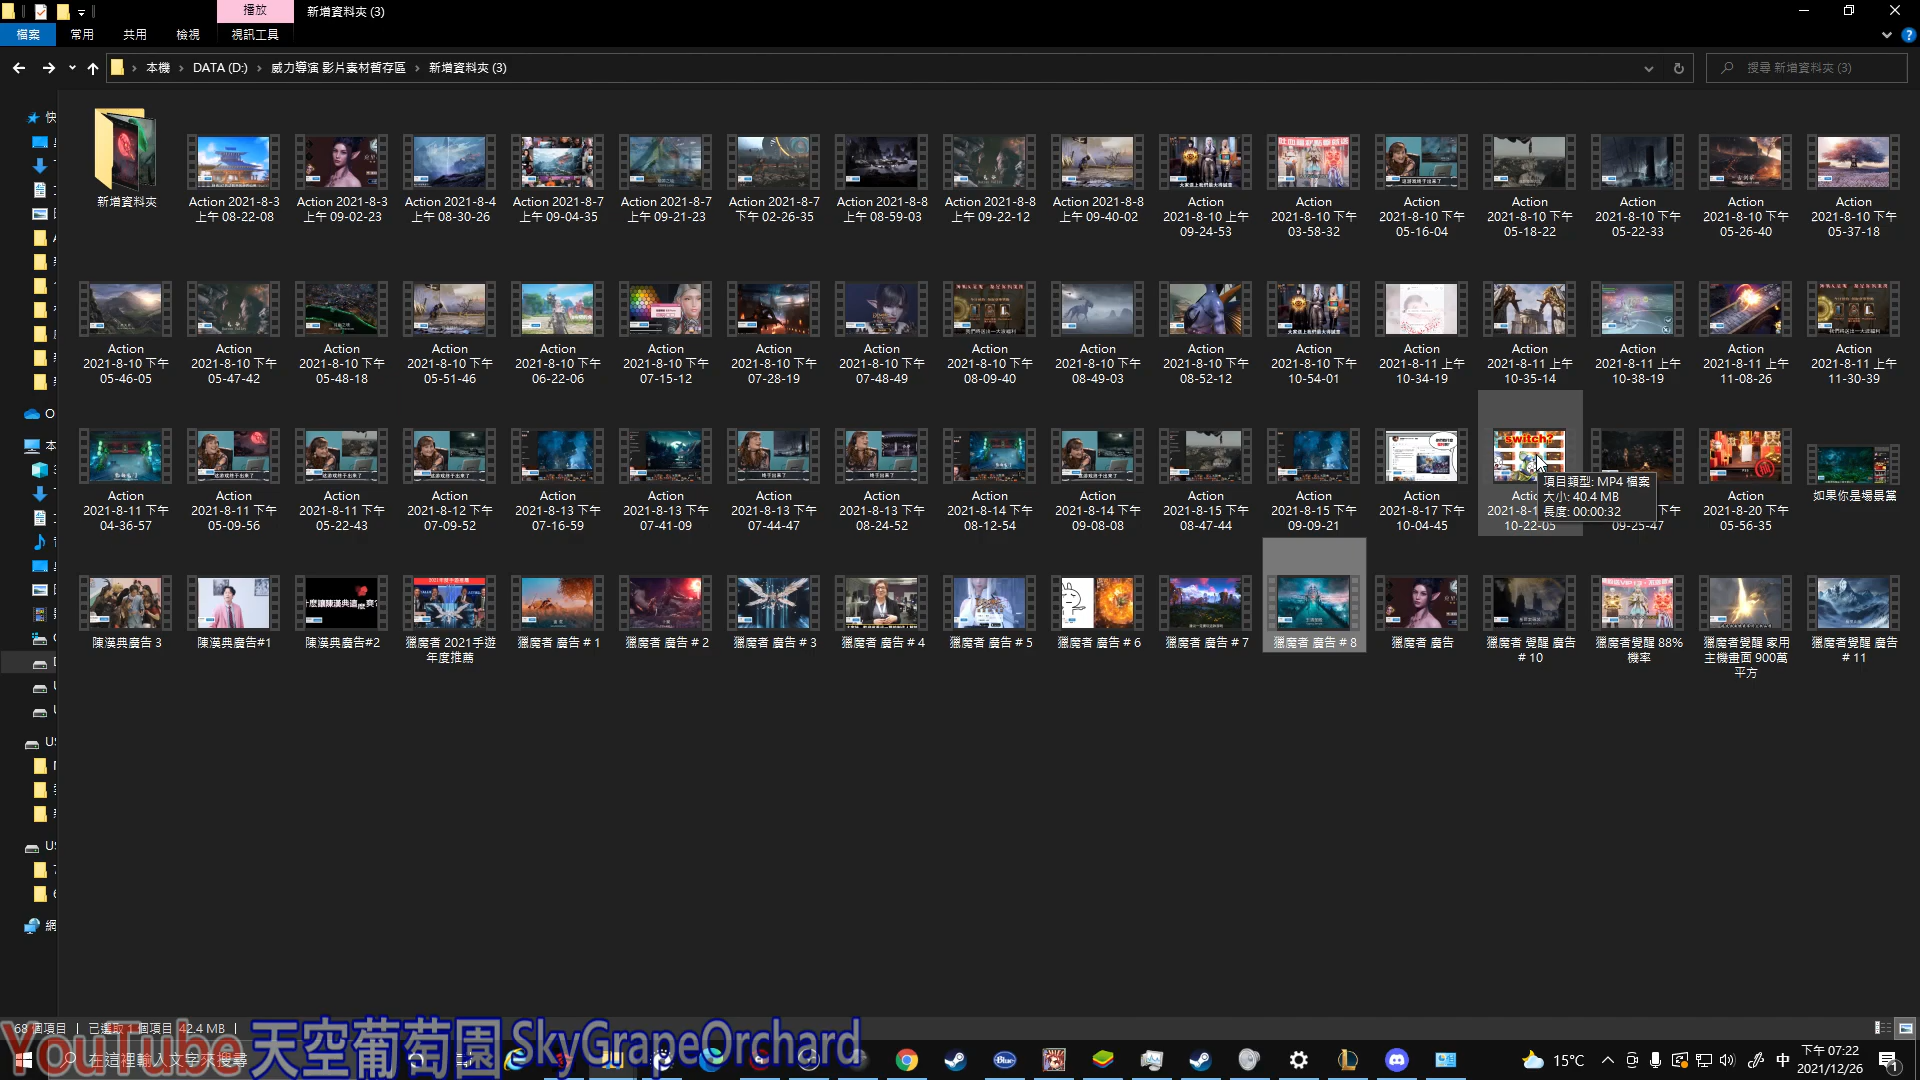 播放
新增資料夾 (3)
檔案
常用
共用
檢視
視訊工具
本機
DATA (D:)
威力導演 影片素材暫存區
新增資料夾 (3)
搜尋 新增資料夾 (3)
新增資料夾
Action 2021-8-3 上午 08-22-08
Action 2021-8-3 上午 09-02-23
Action 2021-8-4 上午 08-30-26
Action 2021-8-7 上午 09-04-35
Action 2021-8-7 上午 09-21-23
Action 2021-8-7 下午 02-26-35
Action 2021-8-8 上午 08-59-03
Action 2021-8-8 上午 09-22-12
Action 2021-8-8 上午 09-40-02
Action 2021-8-10 上午 09-24-53
Action 2021-8-10 下午 03-58-32
Action 2021-8-10 下午 05-16-04
Action 2021-8-10 下午 05-18-22
Action 2021-8-10 下午 05-22-33
Action 2021-8-10 下午 05-26-40
Action 2021-8-10 下午 05-37-18
Action 2021-8-10 下午 05-46-05
Action 2021-8-10 下午 05-47-42
Action 2021-8-10 下午 05-48-18
Action 2021-8-10 下午 05-51-46
Action 2021-8-10 下午 06-22-06
Action 2021-8-10 下午 07-15-12
Action 2021-8-10 下午 07-28-19
Action 2021-8-10 下午 07-48-49
Action 2021-8-10 下午 08-09-40
Action 2021-8-10 下午 08-49-03
Action 2021-8-10 下午 08-52-12
Action 2021-8-10 下午 10-54-01
Action 2021-8-11 上午 10-34-19
Action 2021-8-11 上午 10-35-14
Action 2021-8-11 上午 10-38-19
Action 2021-8-11 上午 11-08-26
Action 2021-8-11 上午 11-30-39
Action 2021-8-11 下午 04-36-57
Action 2021-8-11 下午 05-09-56
Action 2021-8-11 下午 05-22-43
Action 2021-8-12 下午 07-09-52
Action 2021-8-13 下午 07-16-59
Action 2021-8-13 下午 07-41-09
Action 2021-8-13 下午 07-44-47
Action 2021-8-13 下午 08-24-52
Action 2021-8-14 下午 08-12-54
Action 2021-8-14 下午 09-08-08
Action 2021-8-15 下午 08-47-44
Action 2021-8-15 下午 09-09-21
Action 2021-8-17 下午 10-04-45
switch?
10-22-05
項目類型: MP4 檔案
大小: 40.4 MB
長度: 00:00:32
下午
09-25-47
Action 2021-8-20 下午 05-56-35
如果你是場景黨
陳漢典廣告 3
陳漢典廣告#1
陳漢典廣告#2
獵魔者 2021手遊年度推薦
獵魔者 廣告 # 1
獵魔者 廣告 # 2
獵魔者 廣告 # 3
獵魔者 廣告 # 4
獵魔者 廣告 # 5
獵魔者 廣告 # 6
獵魔者 廣告 # 7
獵魔者 廣告 # 8
獵魔者 廣告
獵魔者 覺醒 廣告 # 10
獵魔者覺醒 88% 機率
獵魔者覺醒 家用主機畫面 900萬平方
獵魔者覺醒 廣告 # 11
68 個項目
已選取 1 個項目 42.4 MB
YouTube 天空葡萄園 SkyGrapeOrchard
在這裡輸入文字來搜尋
15°C
中
下午 07:22
2021/12/26